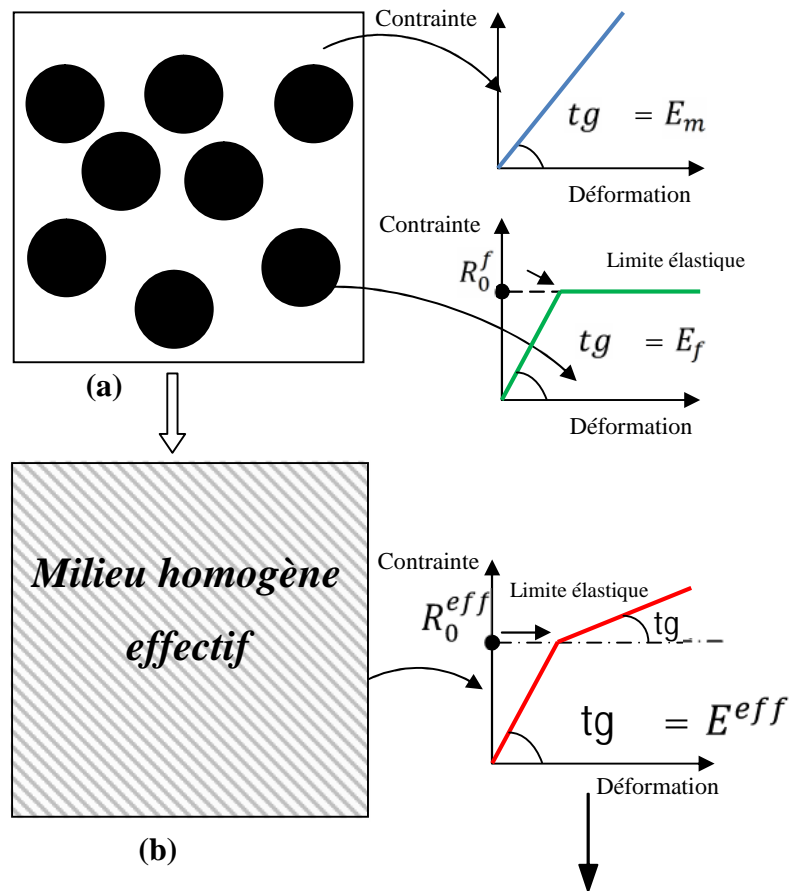 Contrainte
tg = E_m
Déformation
Contrainte
R_0^f
Limite élastique
tg = E_f
Déformation
(a)
Milieu homogène
effectif
Contrainte
Limite élastique
R_0^{eff}
tg
tg = E^{eff}
Déformation
(b)